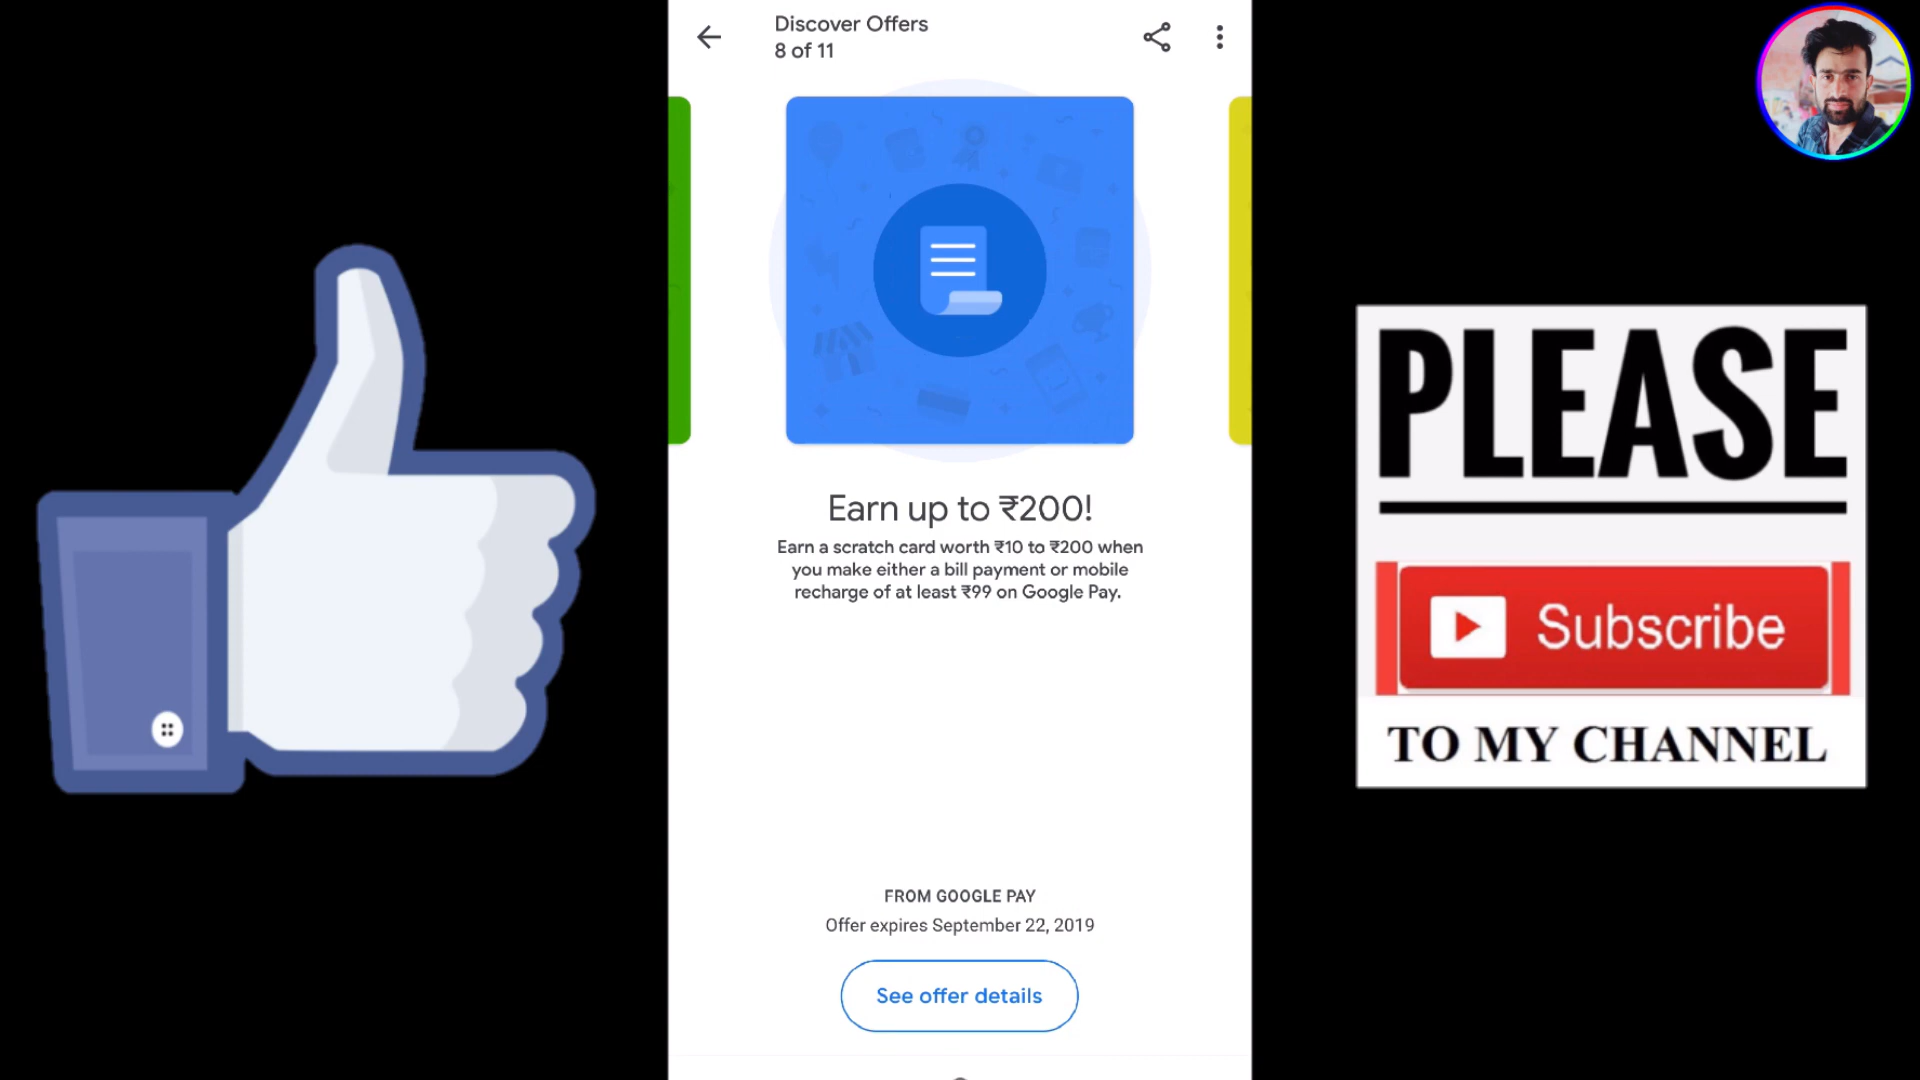 Discover Offers
8 of 11
Earn up to ₹200!
Earn a scratch card worth ₹10 to ₹200 when
you make either a bill payment or mobile
recharge of at least ₹99 on Google Pay.
FROM GOOGLE PAY
Offer expires September 22, 2019
See offer details
PLEASE
Subscribe
TO MY CHANNEL